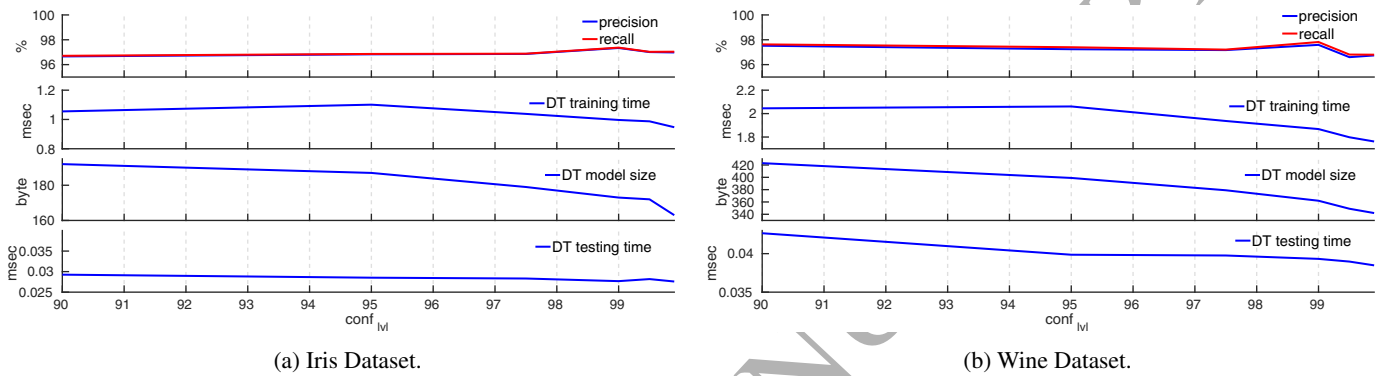 100
98
96
%
precision
recall
1.2
1
0.8
msec
DT training time
180
160
byte
DT model size
0.035
0.03
0.025
msec
DT testing time
90 91 92 93 94 95 96 97 98 99
conf lvl
(a) Iris Dataset.
100
98
96
%
precision
recall
2.2
2
1.8
msec
DT training time
420
400
380
360
340
byte
DT model size
0.04
0.035
msec
DT testing time
90 91 92 93 94 95 96 97 98 99
conf lvl
(b) Wine Dataset.